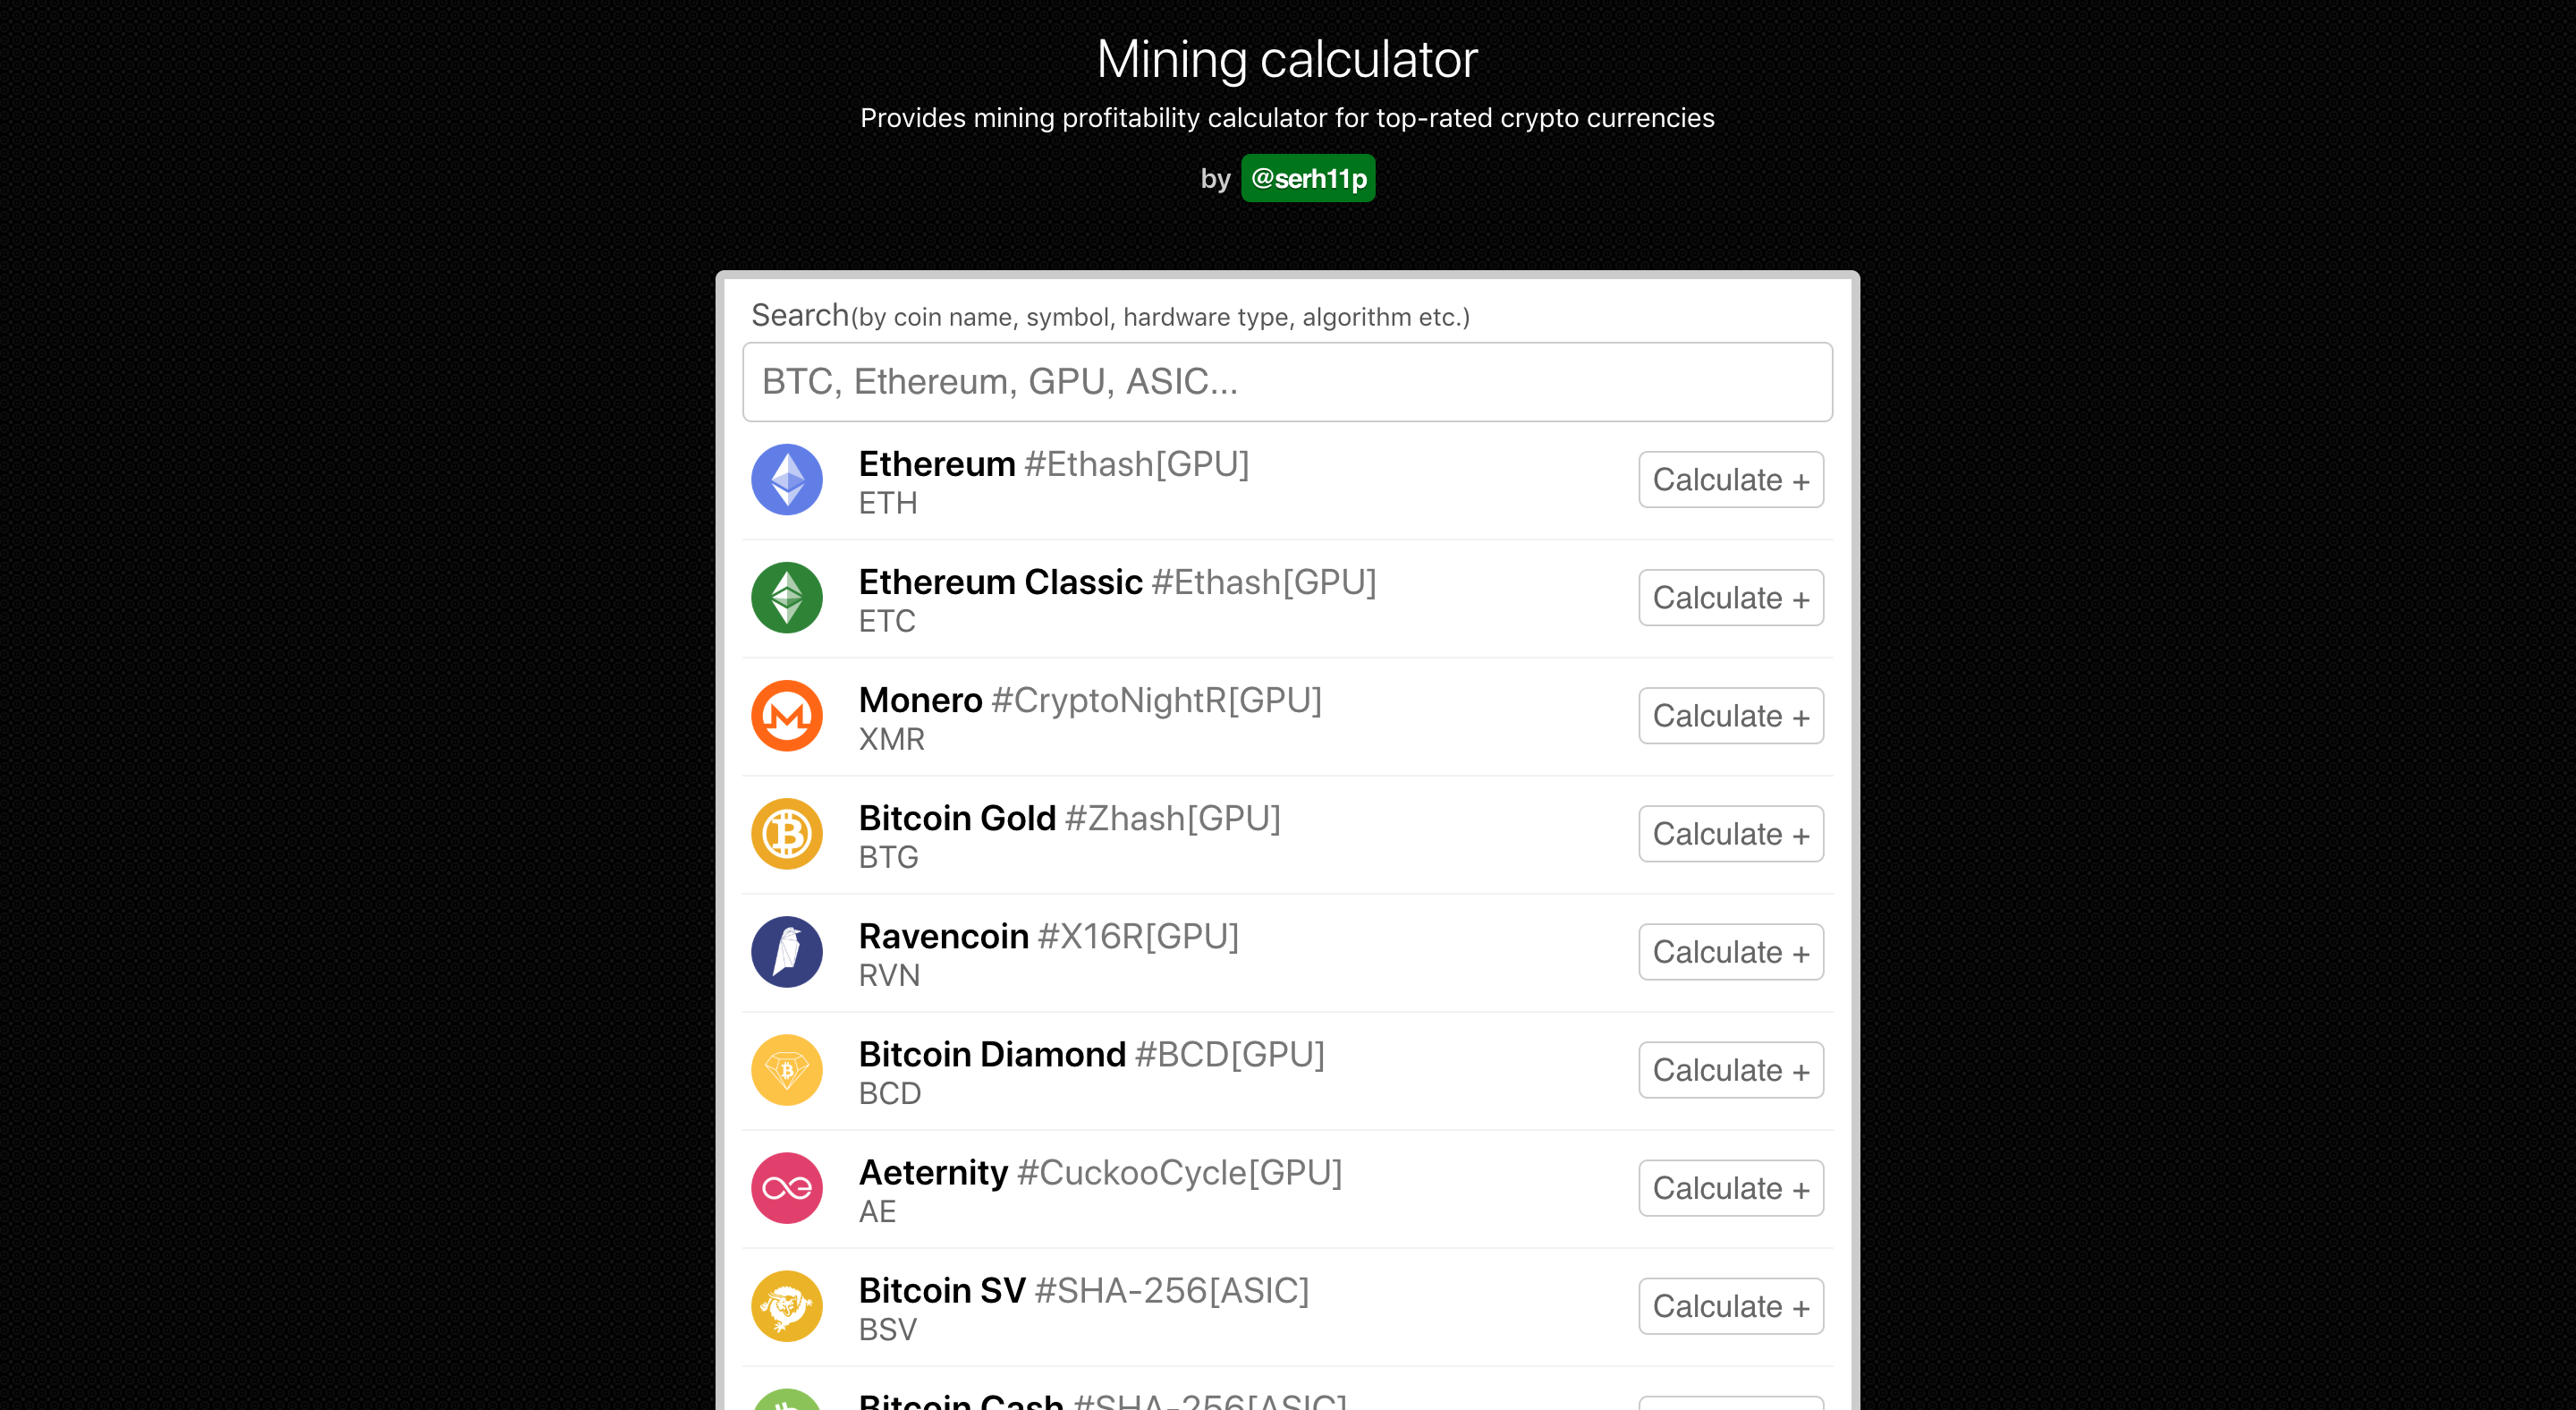 Mining calculator
Provides mining profitability calculator for top-rated crypto currencies
by @serh11p
Search(by coin name, symbol, hardware type, algorithm etc.)
BTC, Ethereum, GPU, ASIC...
Ethereum #Ethash[GPU]
ETH
Calculate +
Ethereum Classic #Ethash[GPU]
ETC
Calculate +
Monero #CryptoNightR[GPU]
XMR
Calculate +
Bitcoin Gold #Zhash[GPU]
BTG
Calculate +
Ravencoin #X16R[GPU]
RVN
Calculate +
Bitcoin Diamond #BCD[GPU]
BCD
Calculate +
Aeternity #CuckooCycle[GPU]
AE
Calculate +
Bitcoin SV #SHA-256[ASIC]
BSV
Calculate +
Bitcoin Cash #SHA-256[ASIC]